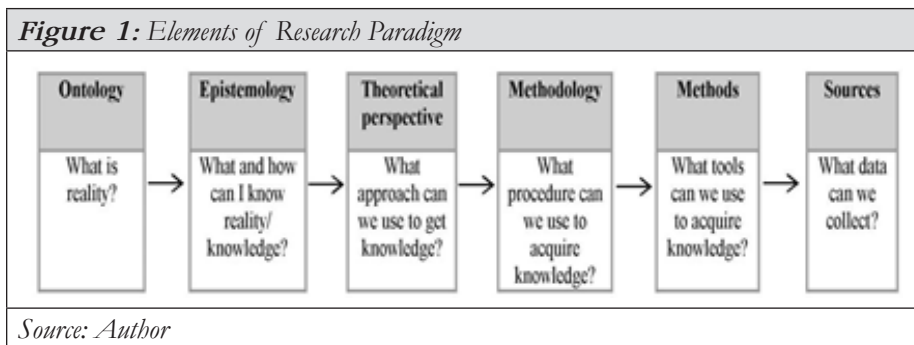 Figure 1: Elements of Research Paradigm
Ontology
What is
reality?
Epistemology
What and how
can I know
reality/
knowledge?
Theoretical
perspective
What
approach can
we use to get
knowledge?
Methodology
What
procedure can
we use to
acquire
knowledge?
Methods
What tools
can we use
to acquire
knowledge?
Sources
What data
can we
collect?
Source: Author